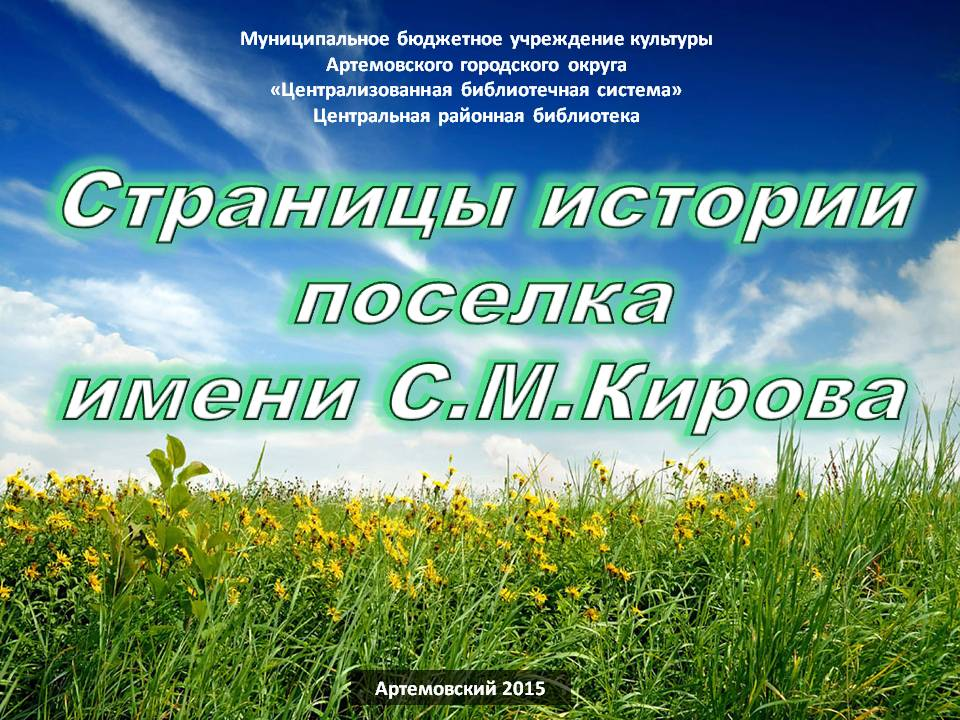 Муниципальное бюджетное учреждение культуры
Артемовского городского округа
«Централизованная библиотечная система»
Центральная районная библиотека
Страницы истории
поселка
имени С.М.Кирова
Артемовский 2015